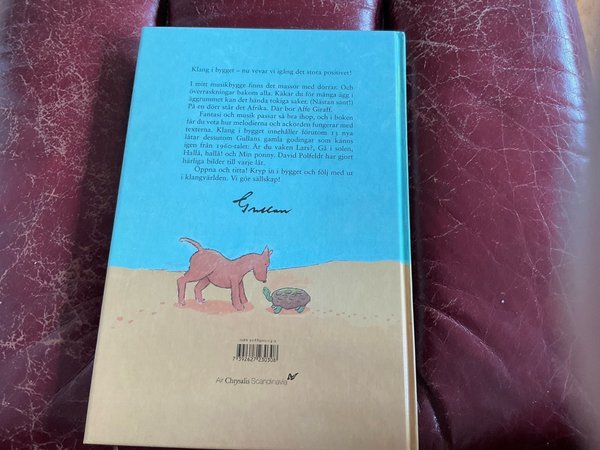 Klang i bygget – nu vevar vi igång det stora positivet!
I mitt musikbygge finns det massor med dörrar. Och
överraskningar bakom alla. Käkar du för många ägg i
äggrummet kan det hända tokiga saker. (Nästan sant!)
På en dörr står det Afrika. Där bor Affe Giraff.
Fantasi och musik passar så bra ihop, och i boken
får du veta hur melodierna och ackorden fungerar med
texterna. Klang i bygget innehåller förutom 13 nya
låtar dessutom Gullans gamla godingar som känns
igen från 1960-talet: Är du vaken Lars?, Gå i solen,
Hallå, hallå! och Min ponny. David Polfeldt har gjort
härliga bilder till varje låt.
Öppna och titta! Kryp in i bygget och följ med ut
i klangvärlden. Vi gör sällskap!
Gullan
ISBN
7392627230308
Air Chrysalis Scandinavia